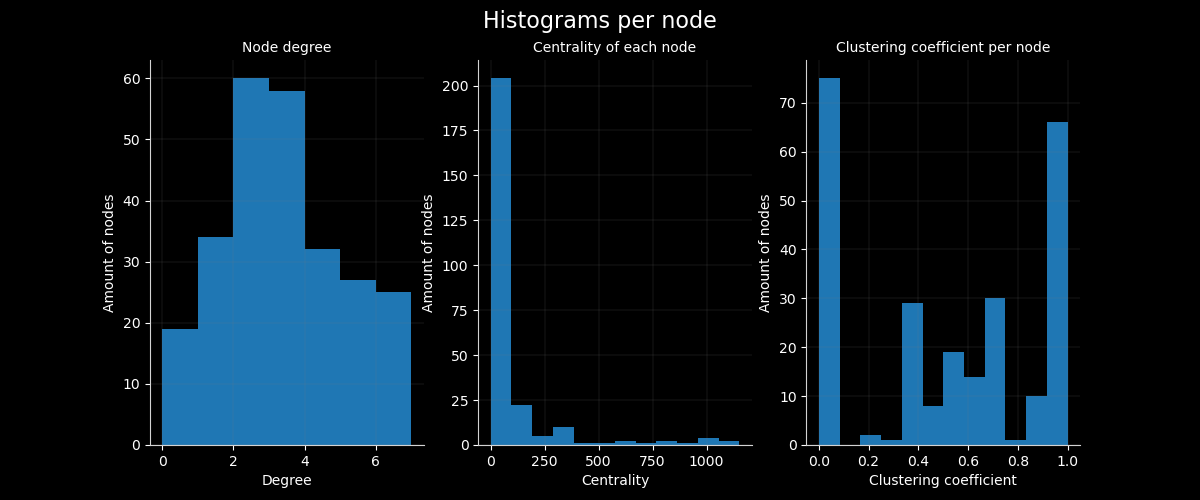 Histograms per node
Node degree
Amount of nodes
60
50
40
30
20
10
0
0 2 4 6
Degree
Centrality of each node
Amount of nodes
200
175
150
125
100
75
50
25
0
0 250 500 750 1000
Centrality
Clustering coefficient per node
Amount of nodes
70
60
50
40
30
20
10
0
0.0 0.2 0.4 0.6 0.8 1.0
Clustering coefficient